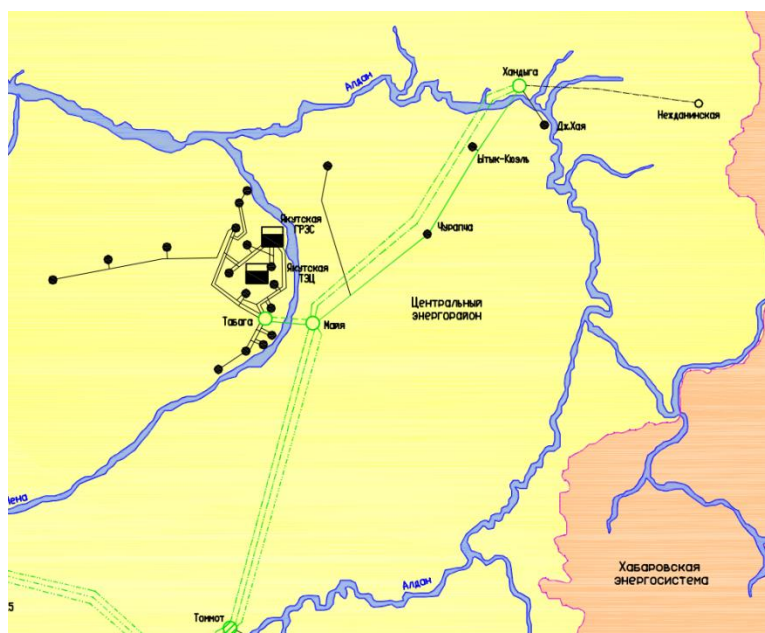 Алдан
Хандыга
Нежданинская
Дж.Хая
Ытык-Кюэль
Якутская
ГРЭС
Чурапча
Якутская
ТЭЦ
Центральный
энергорайон
Табага
Майя
Лена
Алдан
Хабаровская
энергосистема
5
Томмот